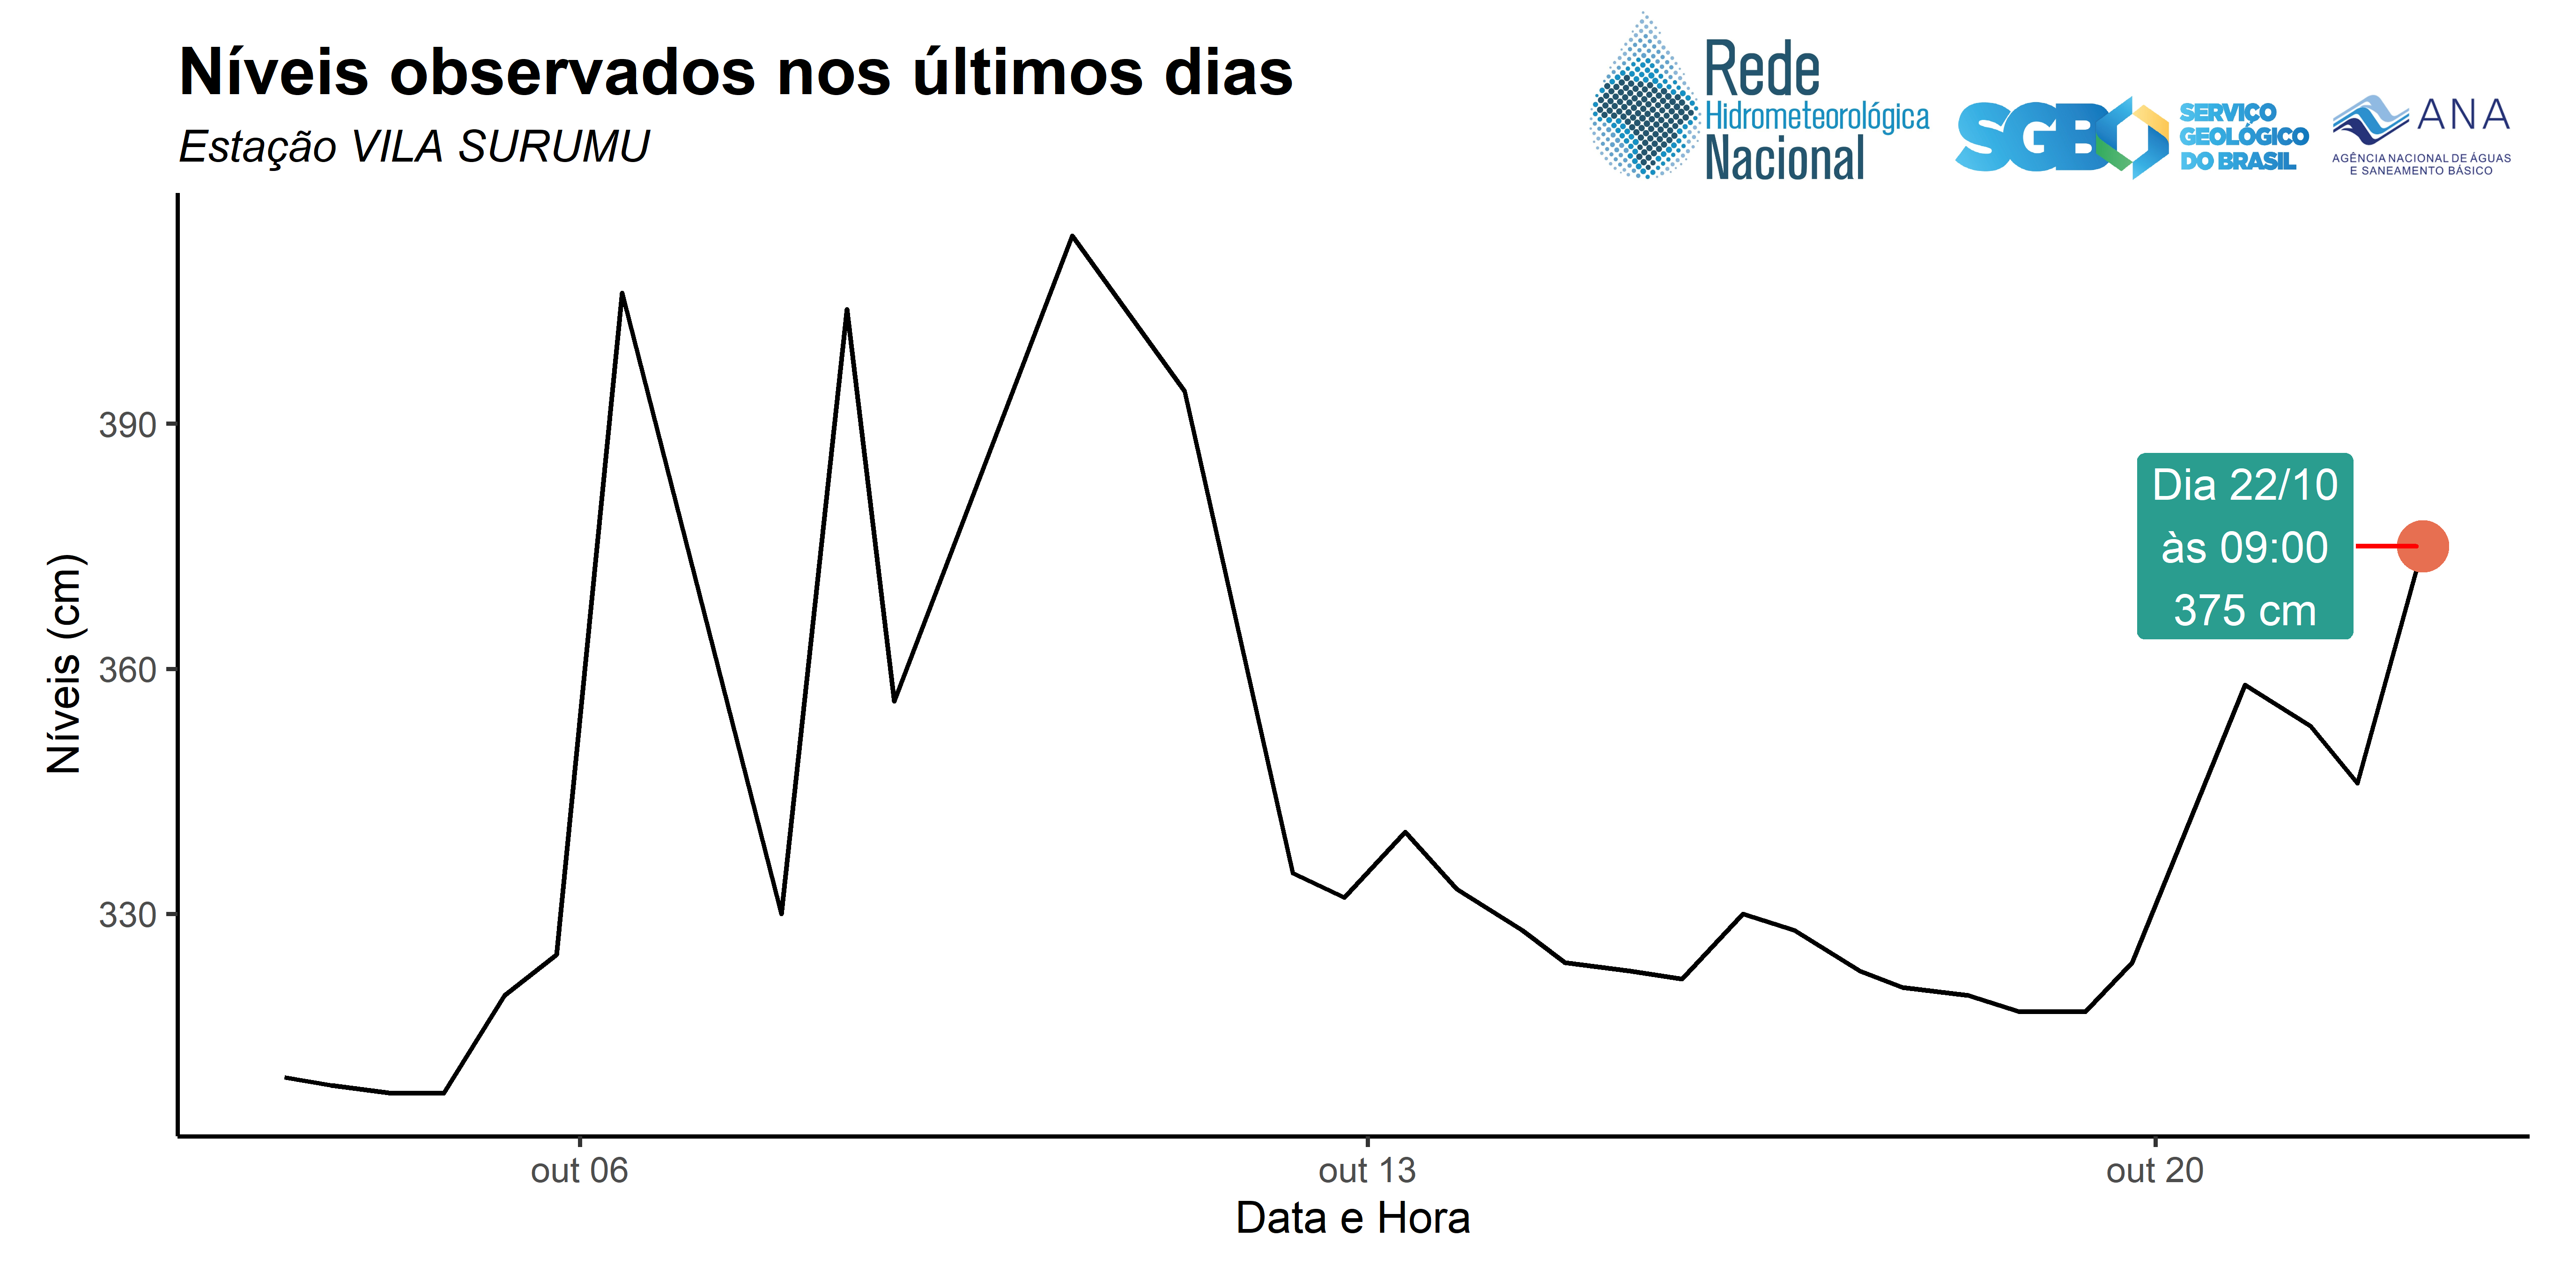 Níveis observados nos últimos dias
Estação VILA SURUMU
Rede
Hidrometeorológica
Nacional
SGB
SERVIÇO
GEOLÓGICO
DO BRASIL
ANA
AGÊNCIA NACIONAL DE ÁGUAS
E SANEAMENTO BÁSICO
Níveis (cm)
390
360
330
Dia 22/10
às 09:00
375 cm
out 06
out 13
out 20
Data e Hora